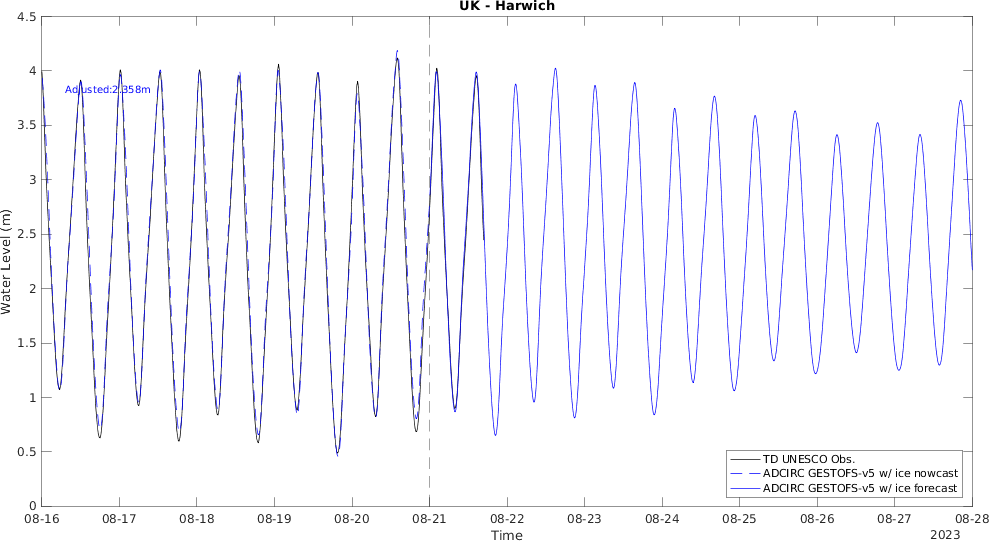 UK - Harwich
4.5
4
3.5
3
2.5
2
1.5
1
0.5
0
Water Level (m)
Adjusted:2.358m
TD UNESCO Obs.
ADCIRC GESTOFS-v5 w/ ice nowcast
ADCIRC GESTOFS-v5 w/ ice forecast
08-16 08-17 08-18 08-19 08-20 08-21 08-22 08-23 08-24 08-25 08-26 08-27 08-28
Time
2023